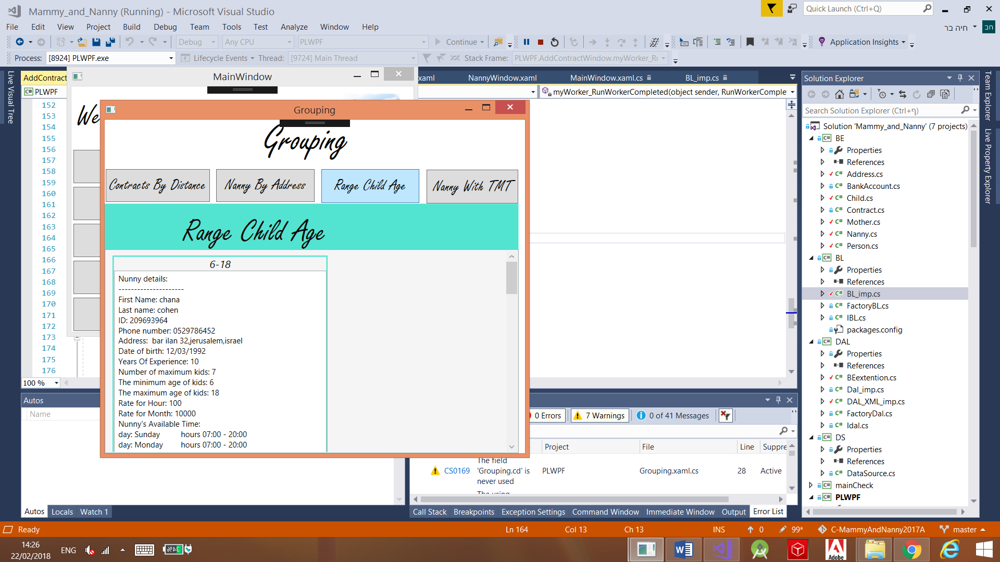 Mammy_and_Nanny (Running) - Microsoft Visual Studio
Quick Launch (Ctrl+Q)
File Edit View Project Build Debug Team Tools Test Analyze Window Help
חיה בר
חב
Debug Any CPU PLWPF Continue Application Insights
Process: [8924] PLWPF.exe Lifecycle Events Thread: [9724] Main Thread Stack Frame: PLWPF.AddContractWindow.myWorker_Ru
Live Visual Tree
AddContract
PLWPF
MainWindow
xaml NannyWindow.xaml MainWindow.xaml.cs BL_imp.cs
myWorker_RunWorkerCompleted(object sender, RunWorkerComple
152
153
154
155
156
157
158
159
160
161
162
163
164
165
166
167
168
169
170
171
172
173
174
175
176
We
100 %
Grouping
Grouping
Contracts By Distance
Nanny By Address
Range Child Age
Nanny With TMT
Range Child Age
6-18
Nunny details:
---------------------
First Name: chana
Last name: cohen
ID: 209693964
Phone number: 0529786452
Address:  bar ilan 32,jerusalem,israel
Date of birth: 12/03/1992
Years Of Experience: 10
Number of maximum kids: 7
The minimum age of kids: 6
The maximum age of kids: 18
Rate for Hour: 100
Rate for Month: 10000
Nunny's Available Time:
day: Sunday hours 07:00 - 20:00
day: Monday hours 07:00 - 20:00
Autos
Name
Autos Locals Watch 1
0 Errors 7 Warnings 0 of 41 Messages
Project File Line Suppre
CS0169 The field 'Grouping.cd' is never used PLWPF Grouping.xaml.cs 28 Active
The using
Call Stack Breakpoints Exception Settings Command Window Immediate Window Output Error List
Solution Explorer
Search Solution Explorer (Ctrl+ף)
Solution 'Mammy_and_Nanny' (7 projects)
BE
Properties
References
Address.cs
BankAccount.cs
Child.cs
Contract.cs
Mother.cs
Nanny.cs
Person.cs
BL
Properties
References
BL_imp.cs
FactoryBL.cs
IBL.cs
packages.config
DAL
Properties
References
BEextention.cs
Dal_imp.cs
DAL_XML_imp.cs
FactoryDal.cs
Idal.cs
DS
Properties
References
DataSource.cs
mainCheck
PLWPF
Team Explorer
Live Property Explorer
Ready Ln 164 Col 13 Ch 13 INS 0 99* C-MammyAndNanny2017A master
14:26
22/02/2018
ENG
34%
Adobe